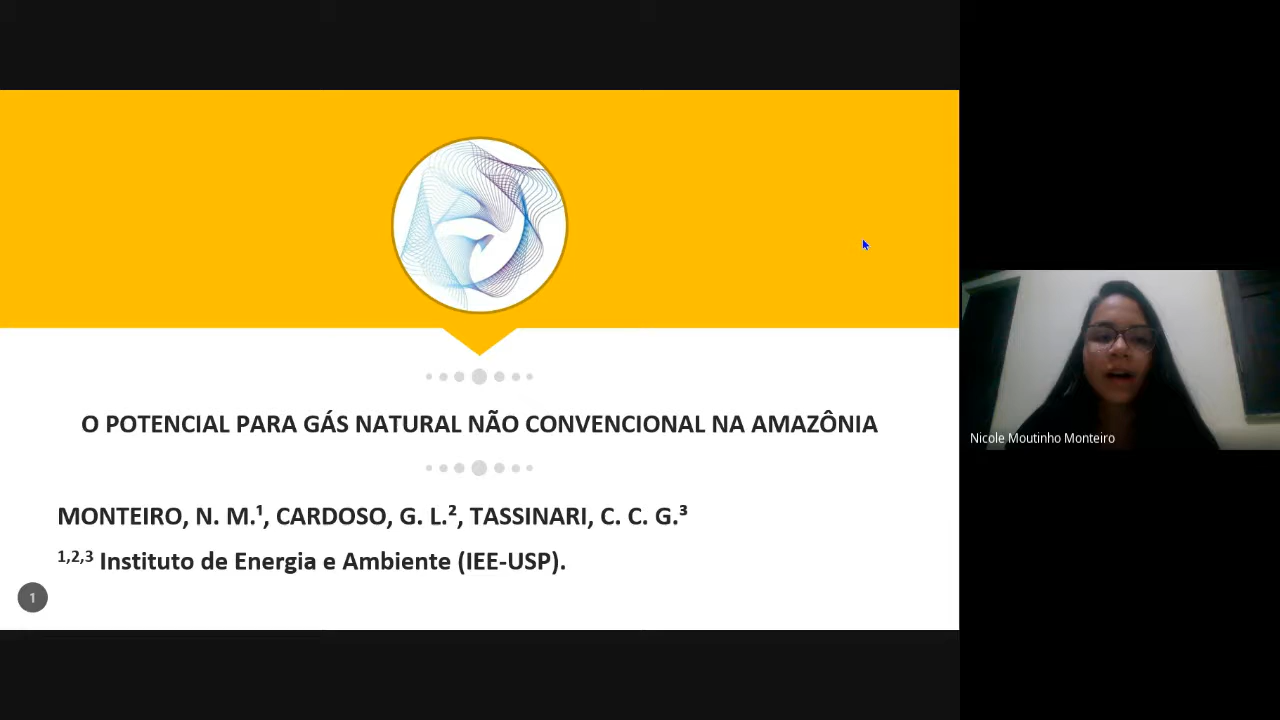 O POTENCIAL PARA GÁS NATURAL NÃO CONVENCIONAL NA AMAZÔNIA
MONTEIRO, N. M.¹, CARDOSO, G. L.², TASSINARI, C. C. G.³
¹,²,³ Instituto de Energia e Ambiente (IEE-USP).
1
Nicole Moutinho Monteiro